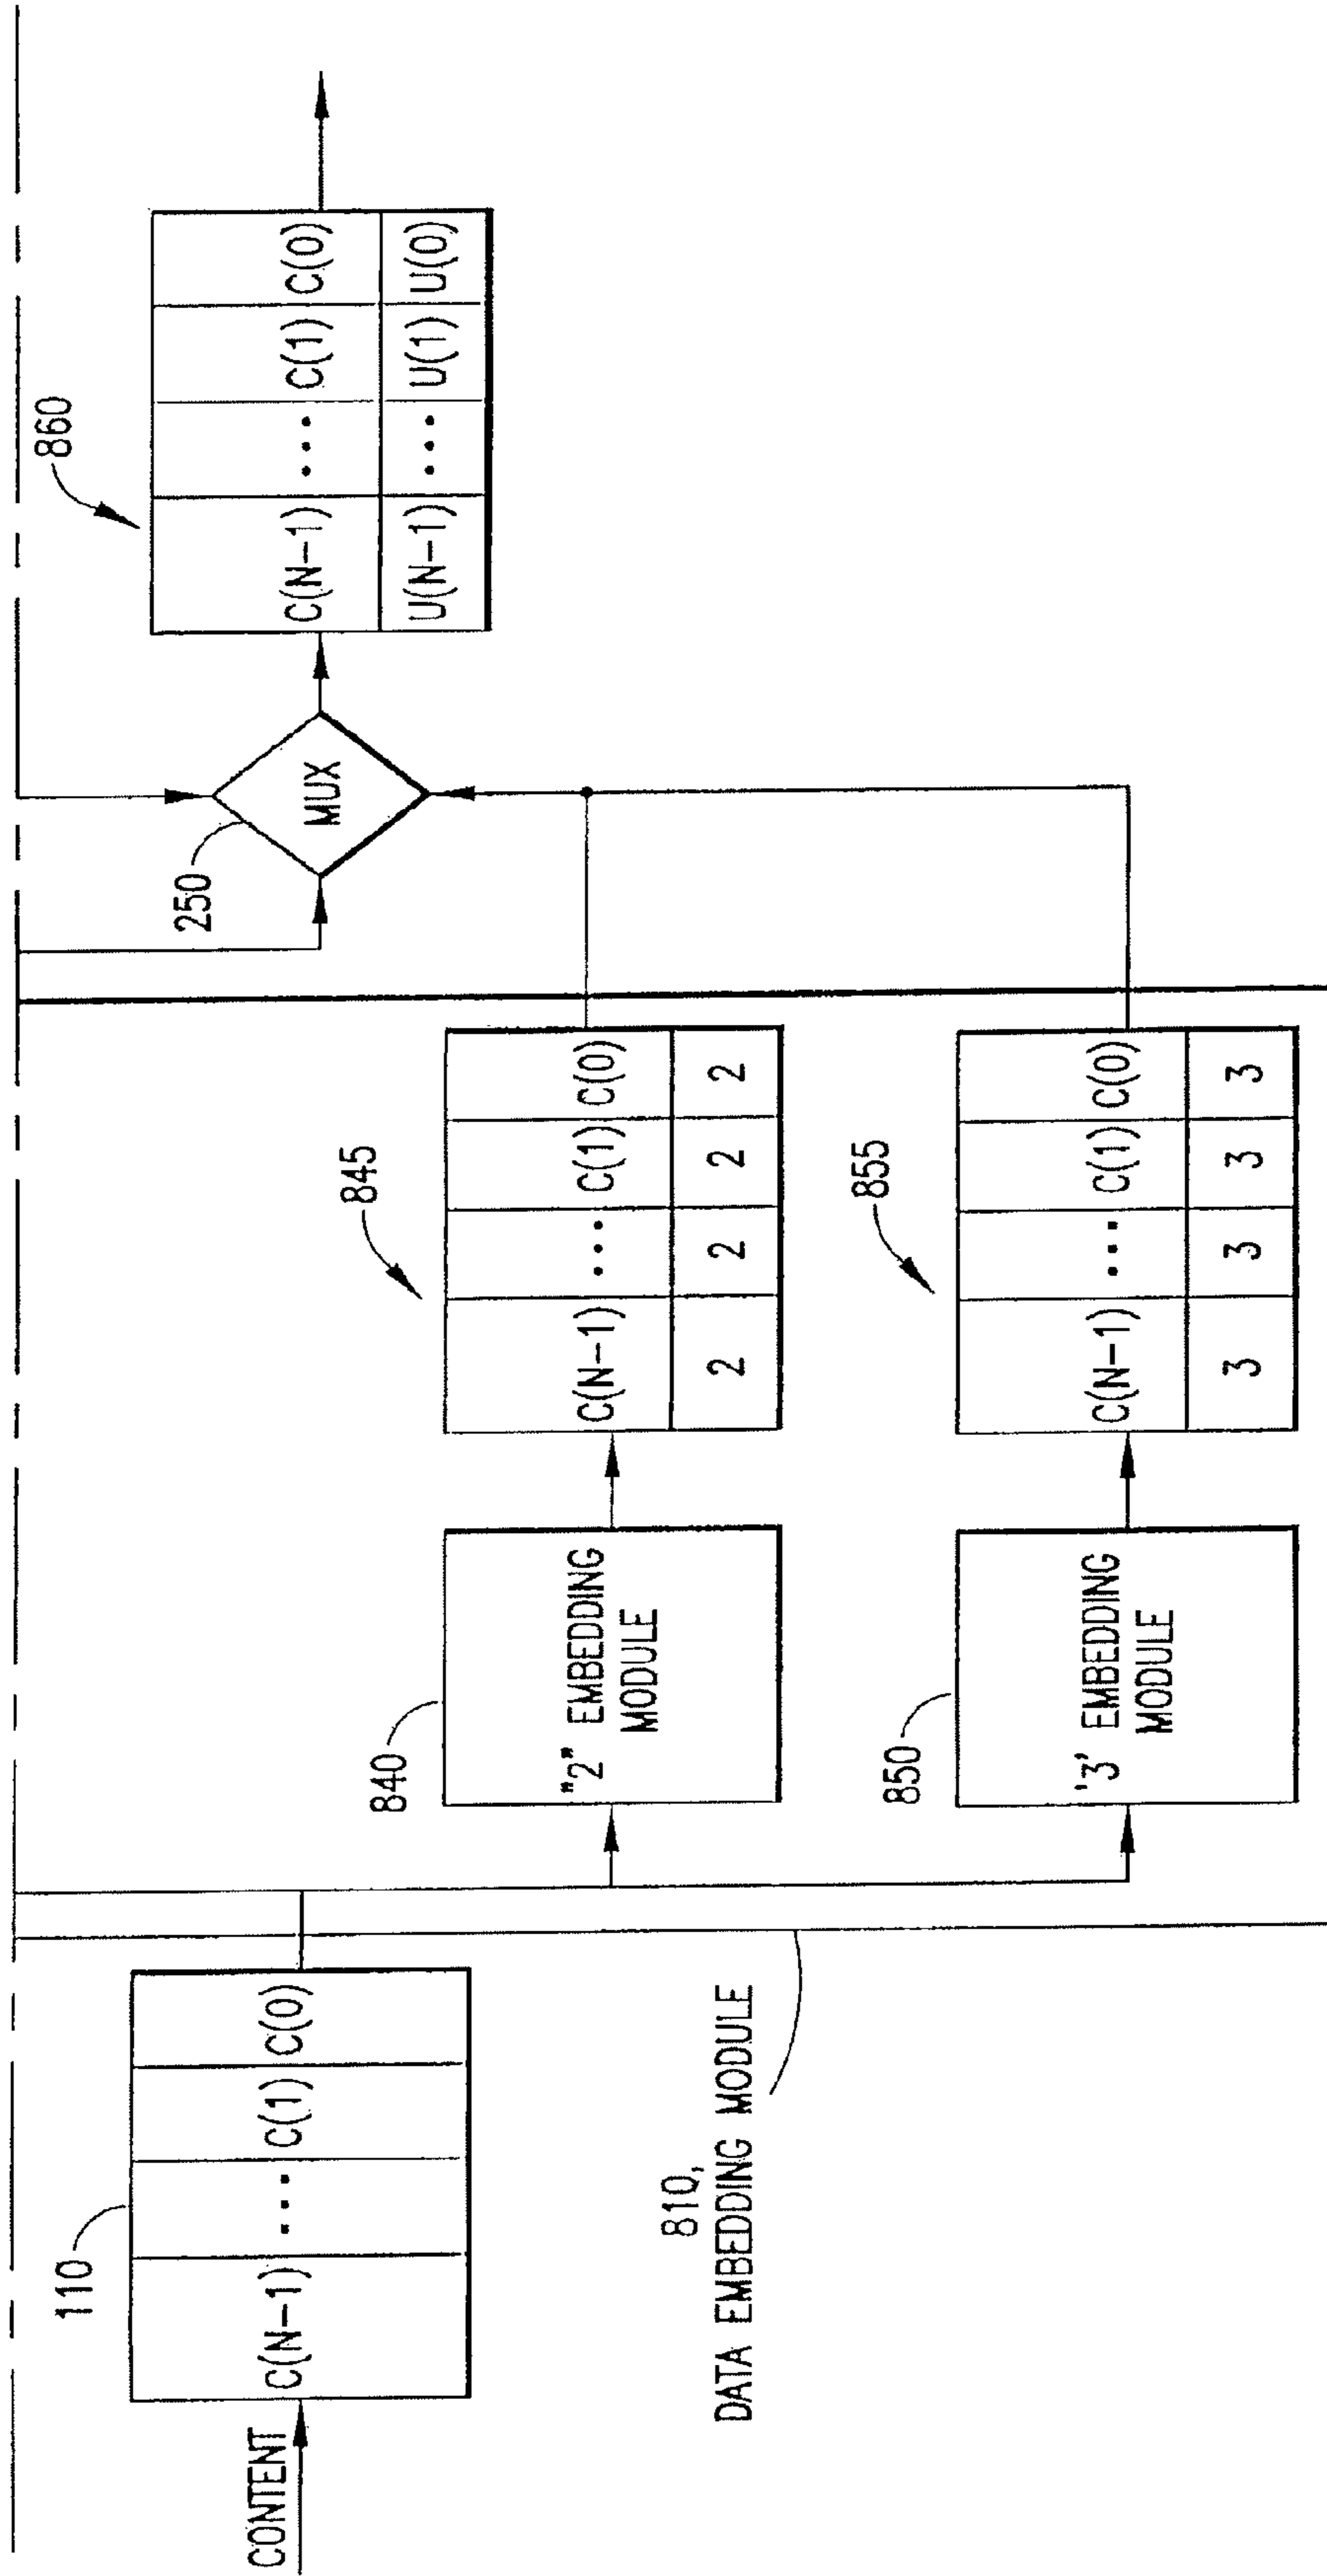 CONTENT
110
C(N-1) ... C(1) C(0)
810,
DATA EMBEDDING MODULE
840
"2" EMBEDDING
MODULE
845
C(N-1) ... C(1) C(0)
2 2 2 2
850
'3' EMBEDDING
MODULE
855
C(N-1) ... C(1) C(0)
3 3 3 3
250
MUX
860
C(N-1) ... C(1) C(0)
U(N-1) ... U(1) U(0)